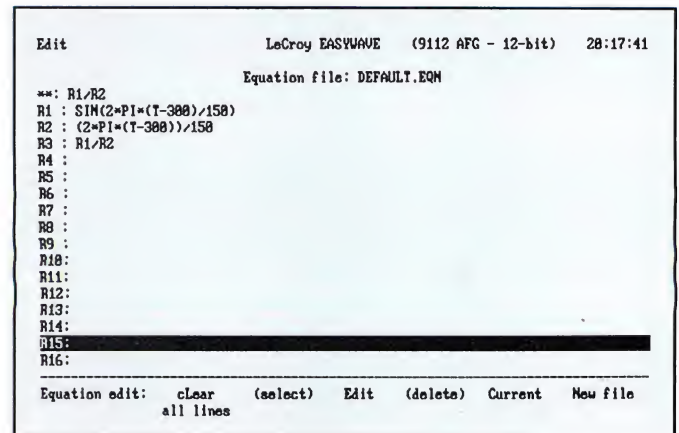 Edit LeCroy EASYWAVE (9112 AFG - 12-bit) 20:17:41
Equation file: DEFAULT.EQN
**: R1/R2
R1 : SIN(2*PI*(T-300)/150)
R2 : (2*PI*(T-300))/150
R3 : R1/R2
R4 :
R5 :
R6 :
R7 :
R8 :
R9 :
R10:
R11:
R12:
R13:
R14:
R15:
R16:
Equation edit: cLear (select) Edit (delete) Current New file
all lines